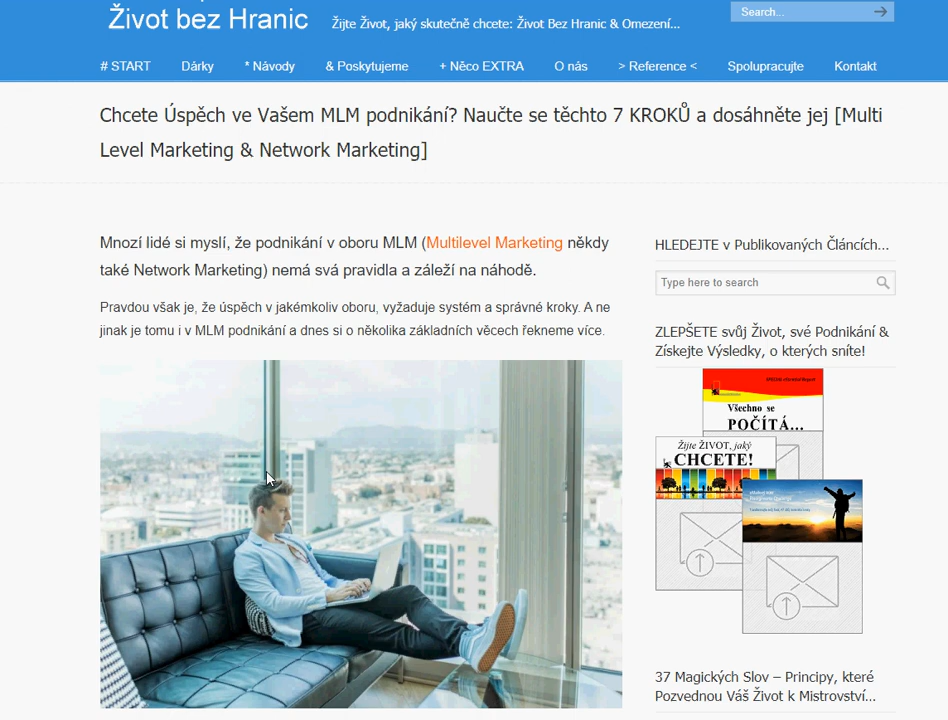 Život bez Hranic
Žijte Život, jaký skutečně chcete: Život Bez Hranic & Omezení...
Search...
# START
Dárky
* Návody
& Poskytujeme
+ Něco EXTRA
O nás
> Reference <
Spolupracujte
Kontakt
Chcete Úspěch ve Vašem MLM podnikání? Naučte se těchto 7 KROKŮ a dosáhněte jej [Multi
Level Marketing & Network Marketing]
Mnozí lidé si myslí, že podnikání v oboru MLM (Multilevel Marketing někdy
také Network Marketing) nemá svá pravidla a záleží na náhodě.
Pravdou však je, že úspěch v jakémkoliv oboru, vyžaduje systém a správné kroky. A ne
jinak je tomu i v MLM podnikání a dnes si o několika základních věcech řekneme více.
HLEDEJTE v Publikovaných Článcích...
Type here to search
ZLEPŠETE svůj Život, své Podnikání &
Získejte Výsledky, o kterých sníte!
Všechno se
POČÍTÁ...
Žijte ŽIVOT, jaký
CHCETE!
37 Magických Slov – Principy, které
Pozvednou Váš Život k Mistrovství...